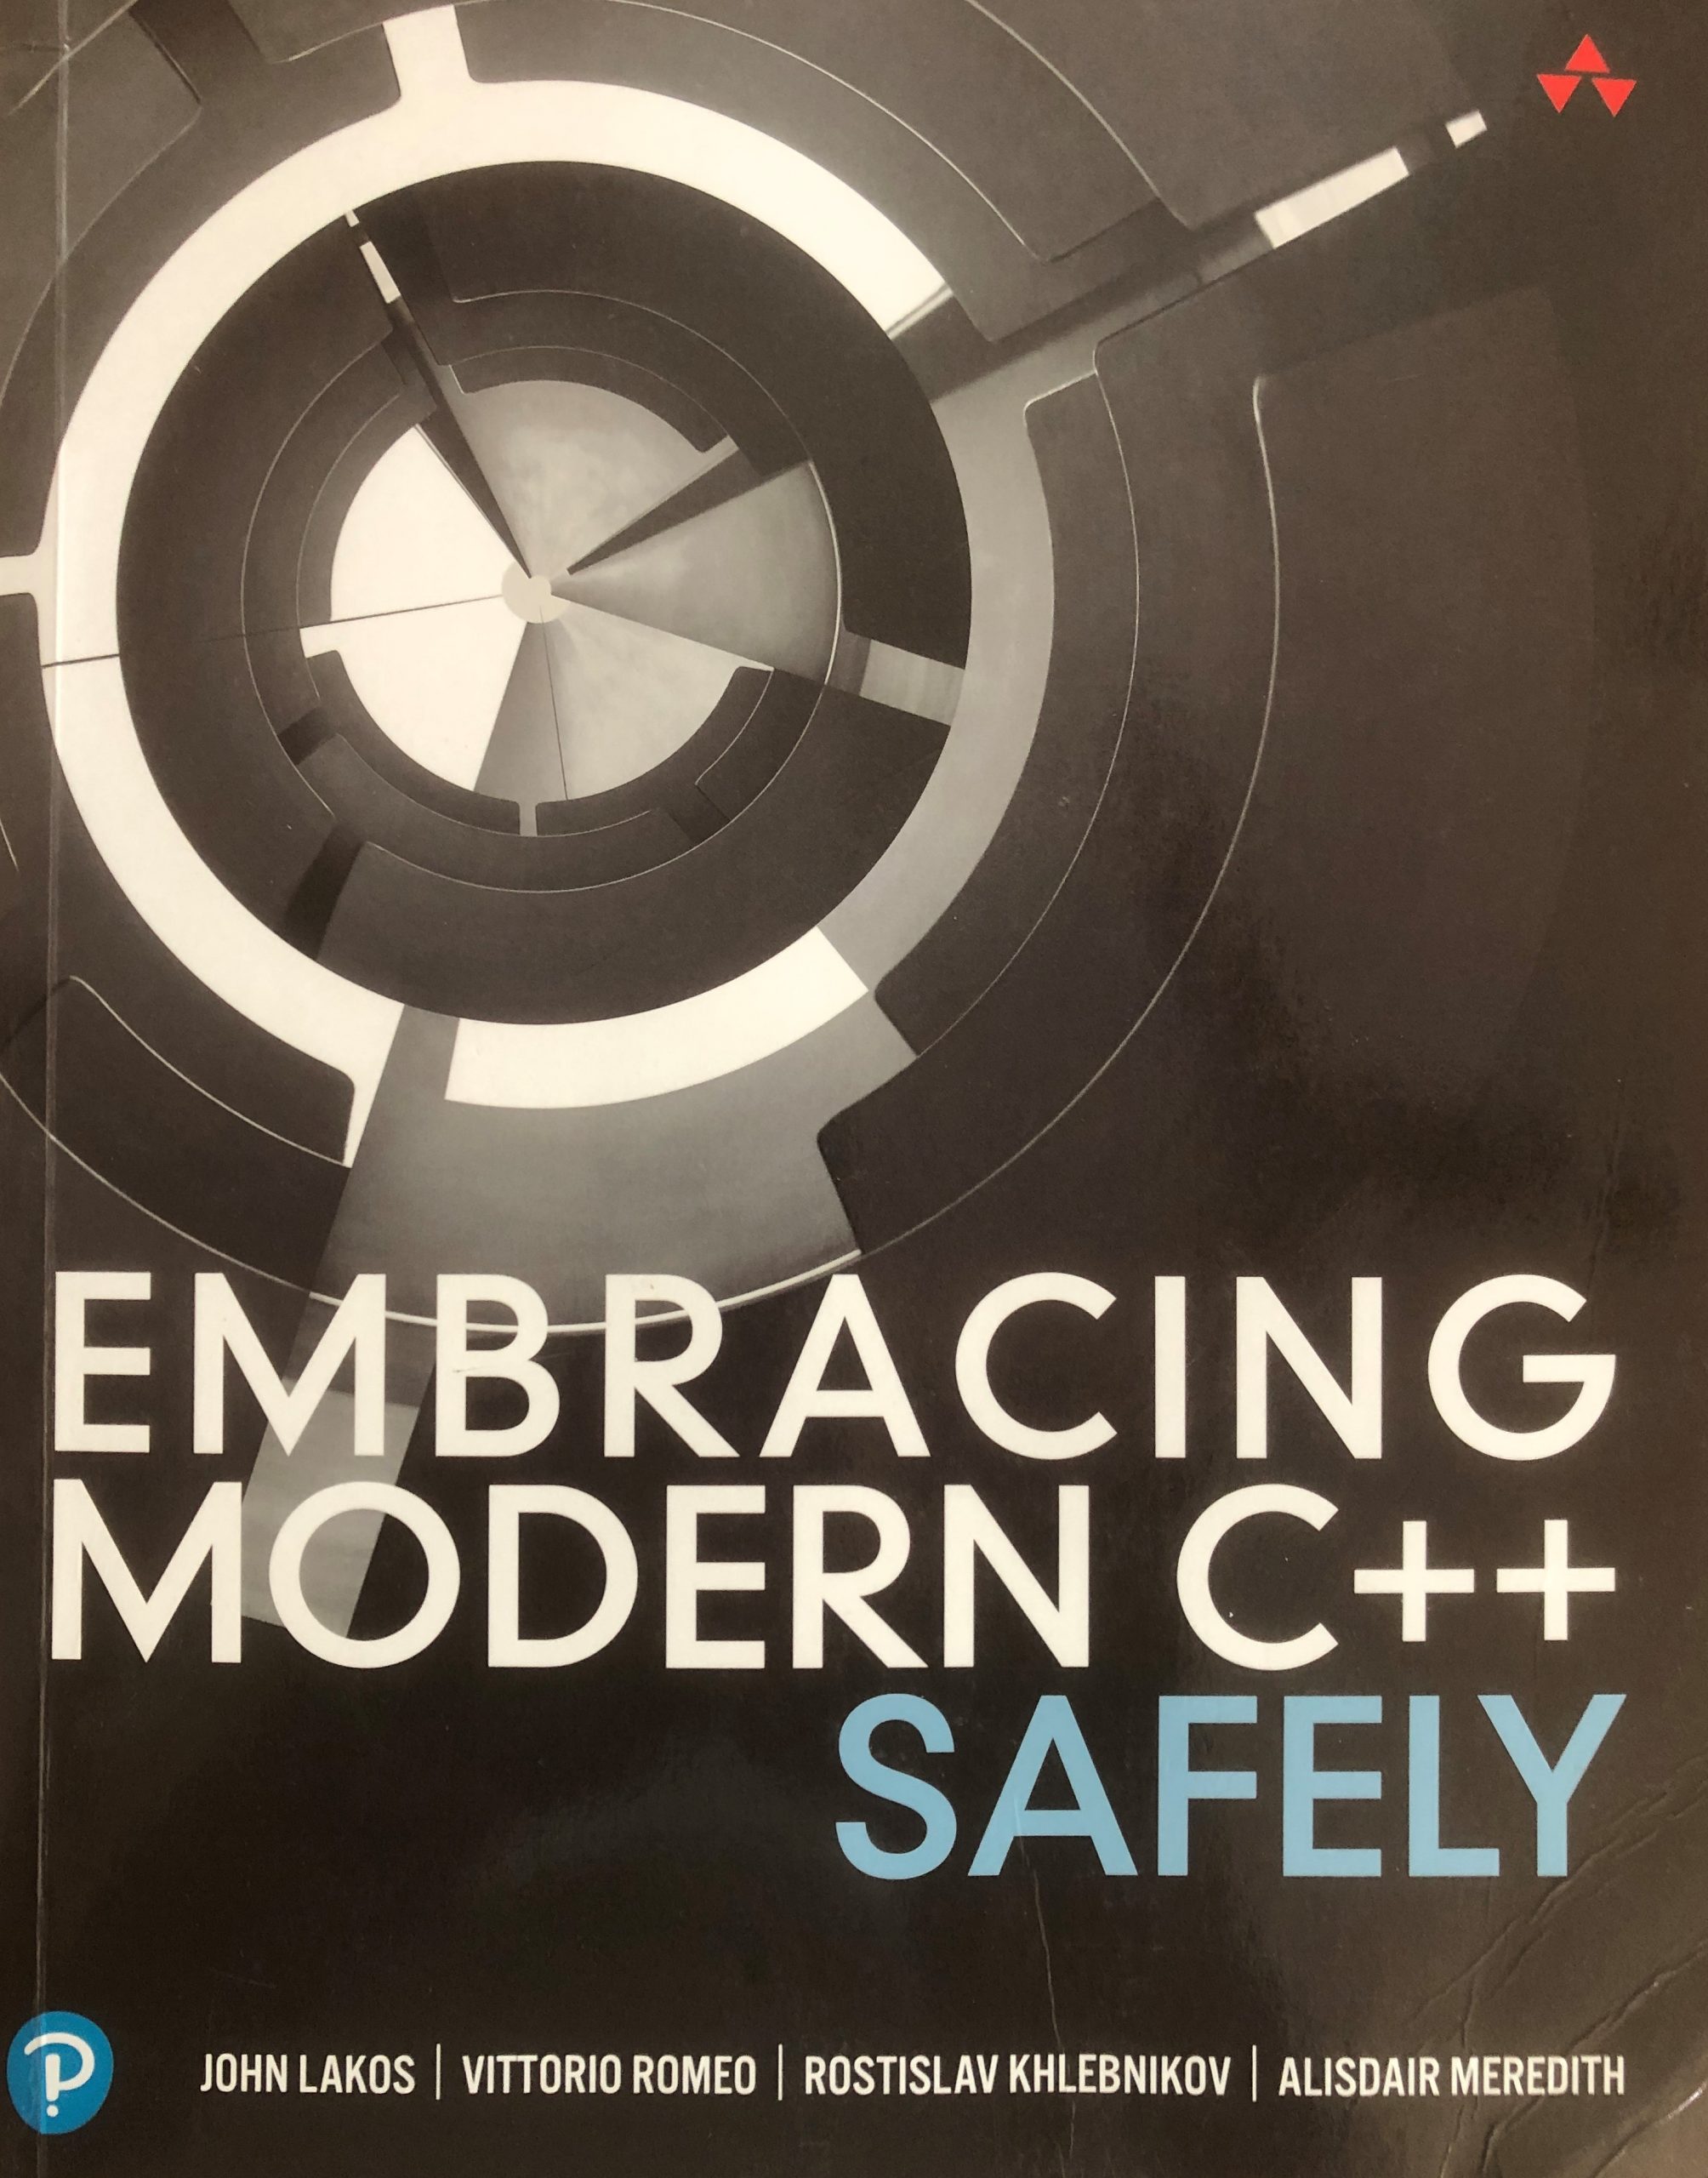 EMBRACING
MODERN C++
SAFELY
JOHN LAKOS | VITTORIO ROMEO | ROSTISLAV KHLEBNIKOV | ALISDAIR MEREDITH